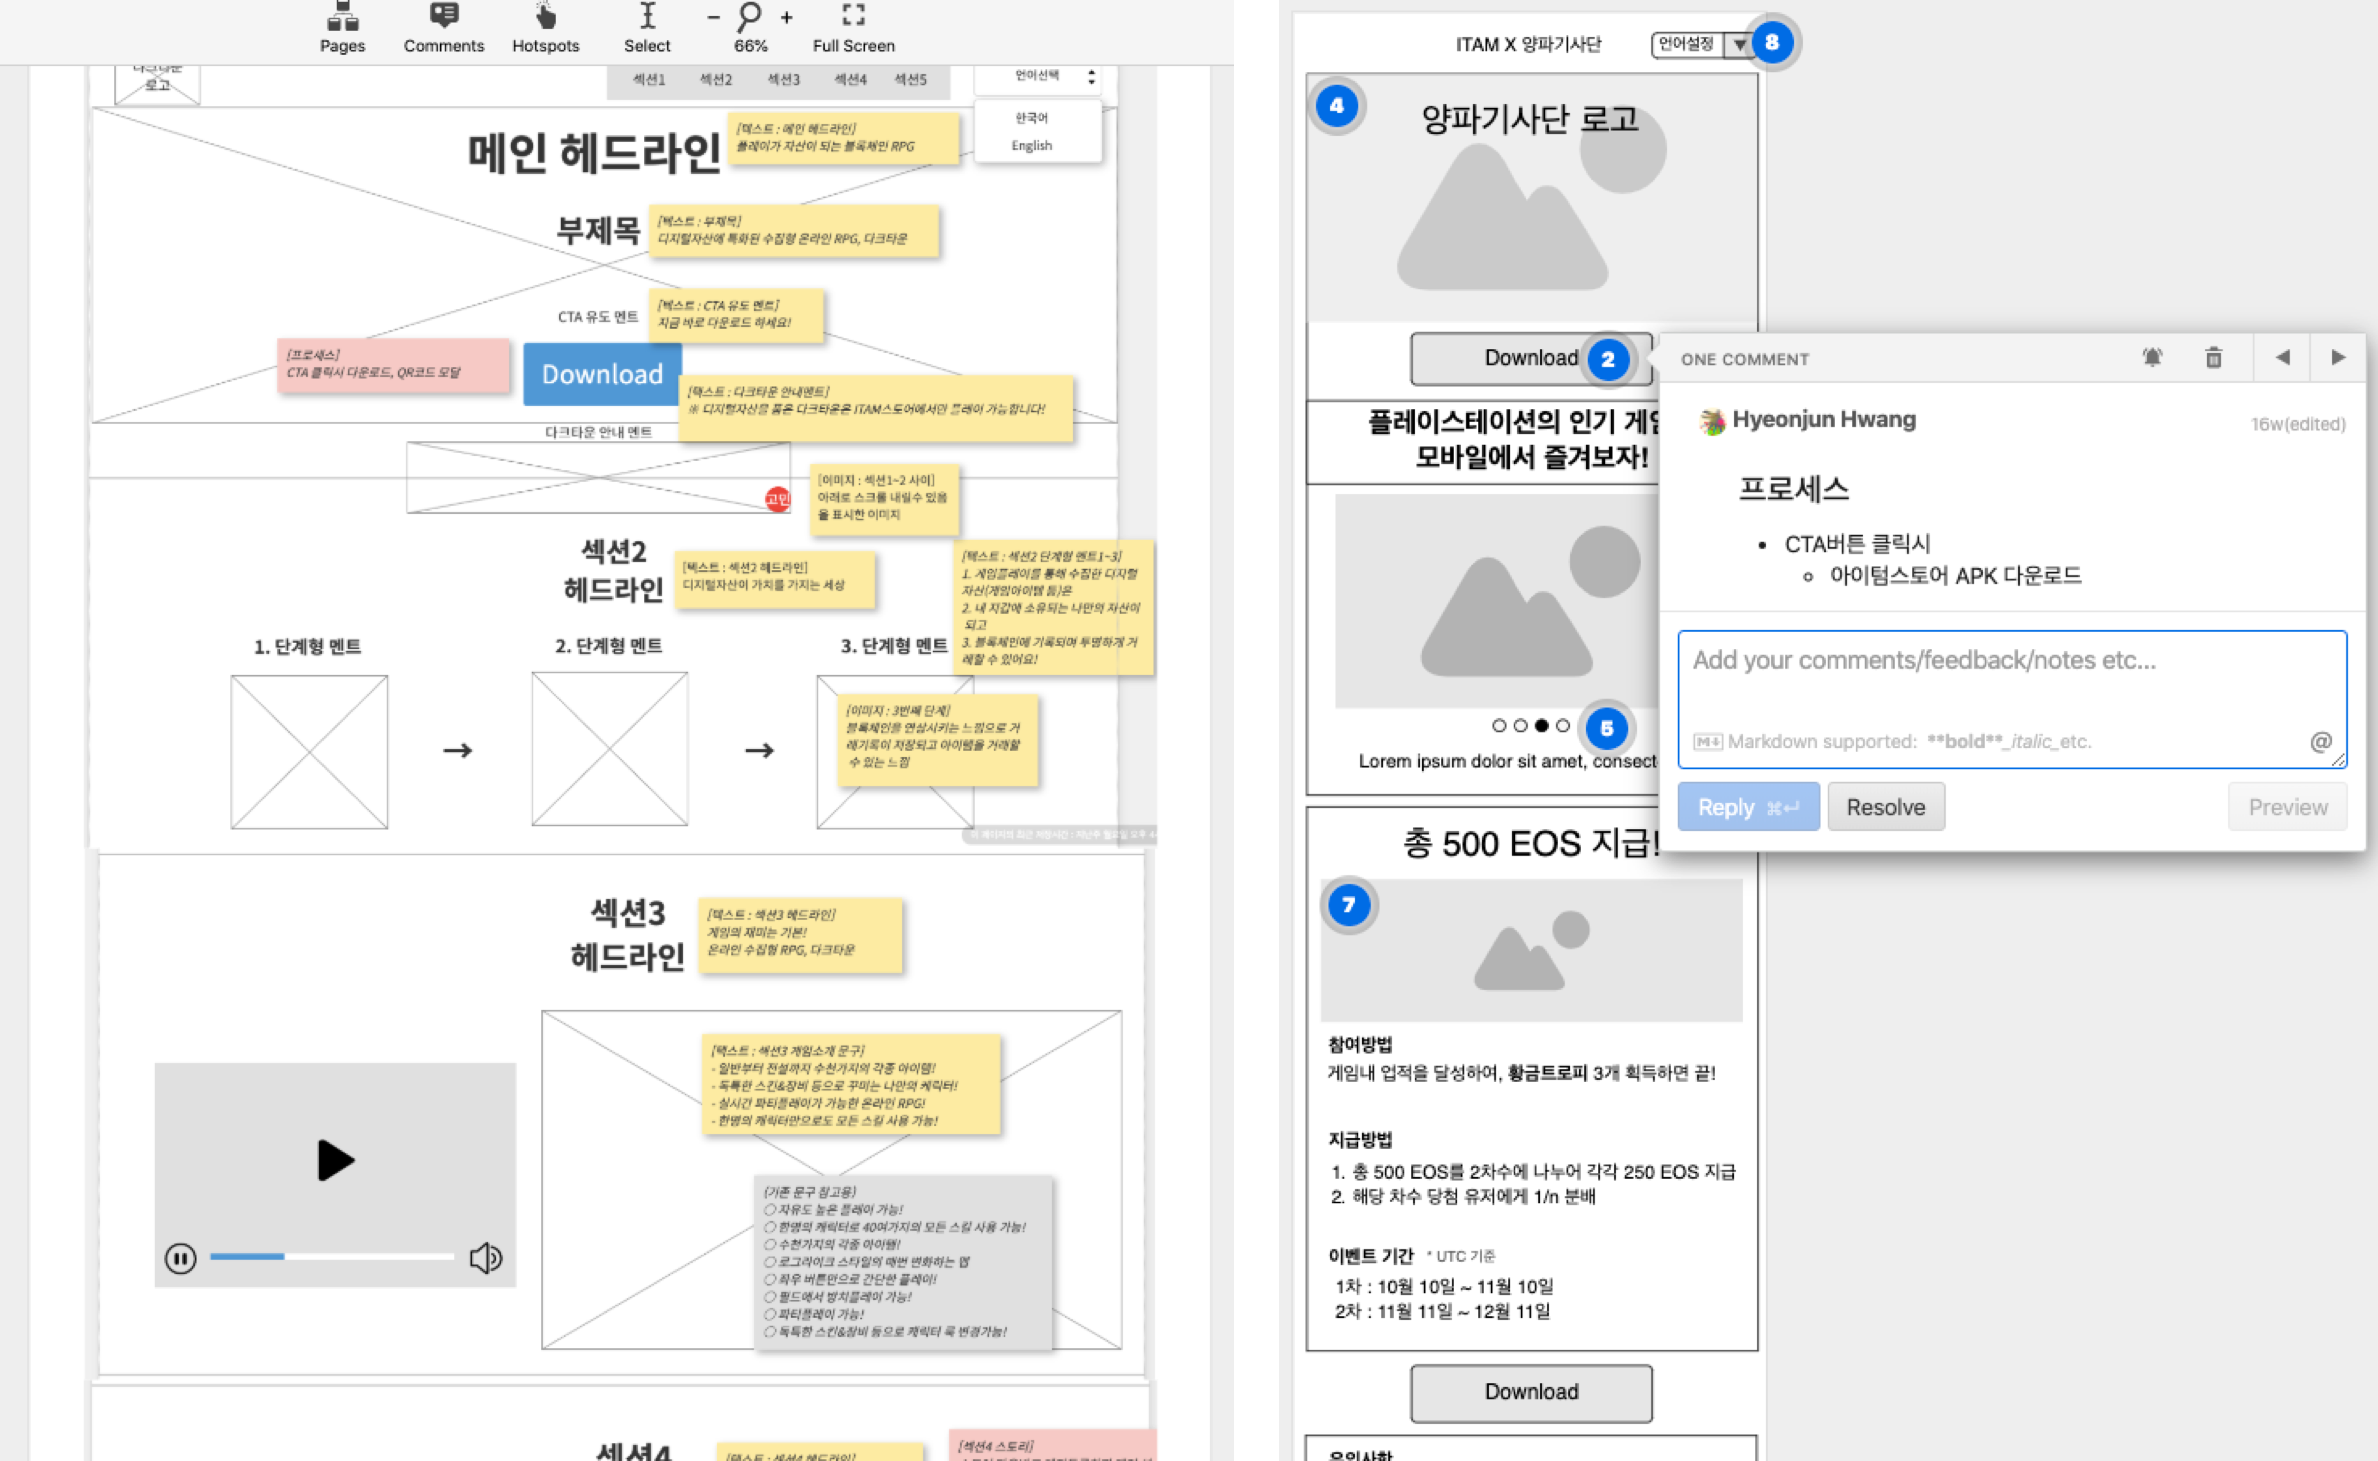 Pages
Comments
Hotspots
Select
66%
Full Screen
로고
섹션1
섹션2
섹션3
섹션4
섹션5
언어선택
한국어
English
메인 헤드라인
[텍스트 : 메인 헤드라인]
플레이가 자산이 되는 블록체인 RPG
부제목
[텍스트 : 부제목]
디지털자산에 특화된 수집형 온라인 RPG, 다크타운
CTA 유도 멘트
[텍스트 : CTA 유도 멘트]
지금 바로 다운로드 하세요!
[프로세스]
CTA 클릭시 다운로드, QR코드 모달
Download
[텍스트 : 다크타운 안내멘트]
※ 디지털자산을 품은 다크타운은 ITAM스토어에서만 플레이 가능합니다!
다크타운 안내 멘트
고민
[이미지 : 섹션1~2 사이]
아래로 스크롤 내릴수 있음
을 표시한 이미지
섹션2
헤드라인
[텍스트 : 섹션2 헤드라인]
디지털자산이 가치를 가지는 세상
[텍스트 : 섹션2 단계형 멘트1~3]
1. 게임플레이를 통해 수집한 디지털
자산(게임아이템 등)은
2. 내 지갑에 소유되는 나만의 자산이
되고
3. 블록체인에 기록되며 투명하게 거
래할 수 있어요!
1. 단계형 멘트
2. 단계형 멘트
3. 단계형 멘트
→
→
[이미지 : 3번째 단계]
블록체인을 연상시키는 느낌으로 거
래기록이 저장되고 아이템을 거래할
수 있는 느낌
섹션3
헤드라인
[텍스트 : 섹션3 헤드라인]
게임의 재미는 기본!
온라인 수집형 RPG, 다크타운
[텍스트 : 섹션3 게임소개 문구]
- 일반부터 전설까지 수천가지의 각종 아이템!
- 독특한 스킨&장비 등으로 꾸미는 나만의 케릭터!
- 실시간 파티플레이가 가능한 온라인 RPG!
- 한명의 캐릭터만으로도 모든 스킬 사용 가능!
(기존 문구 참고용)
○ 자유도 높은 플레이 가능!
○ 한명의 캐릭터로 40여가지의 모든 스킬 사용 가능!
○ 수천가지의 각종 아이템!
○ 로그라이크 스타일의 매번 변화하는 맵
○ 좌우 버튼만으로 간단한 플레이!
○ 필드에서 방치플레이 가능!
○ 파티플레이 가능!
○ 독특한 스킨&장비 등으로 캐릭터 룩 변경가능!
섹션4
[텍스트 : 섹션4 헤드라인]
[섹션4 스토리]
ITAM X 양파기사단
언어설정
8
4
양파기사단 로고
Download
2
플레이스테이션의 인기
모바일에서 즐겨보자!
5
Lorem ipsum dolor sit amet, consect
총 500 EOS 지급!
7
참여방법
게임내 업적을 달성하여, 황금트로피 3개 획득하면 끝!
지급방법
1. 총 500 EOS를 2차수에 나누어 각각 250 EOS 지급
2. 해당 차수 당첨 유저에게 1/n 분배
이벤트 기간 * UTC 기준
1차 : 10월 10일 ~ 11월 10일
2차 : 11월 11일 ~ 12월 11일
Download
유의사항
ONE COMMENT
Hyeonjun Hwang
16w(edited)
프로세스
• CTA버튼 클릭시
○ 아이텀스토어 APK 다운로드
Add your comments/feedback/notes etc...
Markdown supported: **bold**_italic_etc.
@
Reply
Resolve
Preview